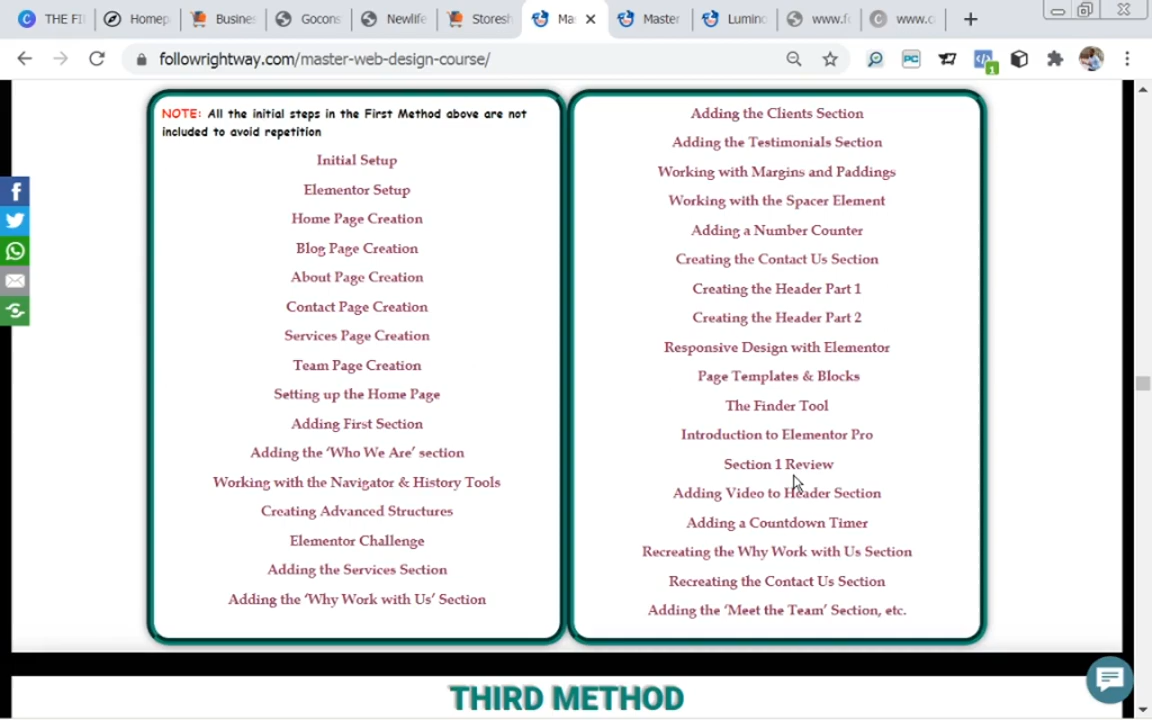 THE FI
Homep
Busine
Gocons
Newlife
Storesh
Mas
Master
Lumino
www.fo
www.c
followrightway.com/master-web-design-course/
PC
1
NOTE: All the initial steps in the First Method above are not
included to avoid repetition
Initial Setup
Elementor Setup
Home Page Creation
Blog Page Creation
About Page Creation
Contact Page Creation
Services Page Creation
Team Page Creation
Setting up the Home Page
Adding First Section
Adding the ‘Who We Are’ section
Working with the Navigator & History Tools
Creating Advanced Structures
Elementor Challenge
Adding the Services Section
Adding the ‘Why Work with Us’ Section
Adding the Clients Section
Adding the Testimonials Section
Working with Margins and Paddings
Working with the Spacer Element
Adding a Number Counter
Creating the Contact Us Section
Creating the Header Part 1
Creating the Header Part 2
Responsive Design with Elementor
Page Templates & Blocks
The Finder Tool
Introduction to Elementor Pro
Section 1 Review
Adding Video to Header Section
Adding a Countdown Timer
Recreating the Why Work with Us Section
Recreating the Contact Us Section
Adding the ‘Meet the Team’ Section, etc.
THIRD METHOD